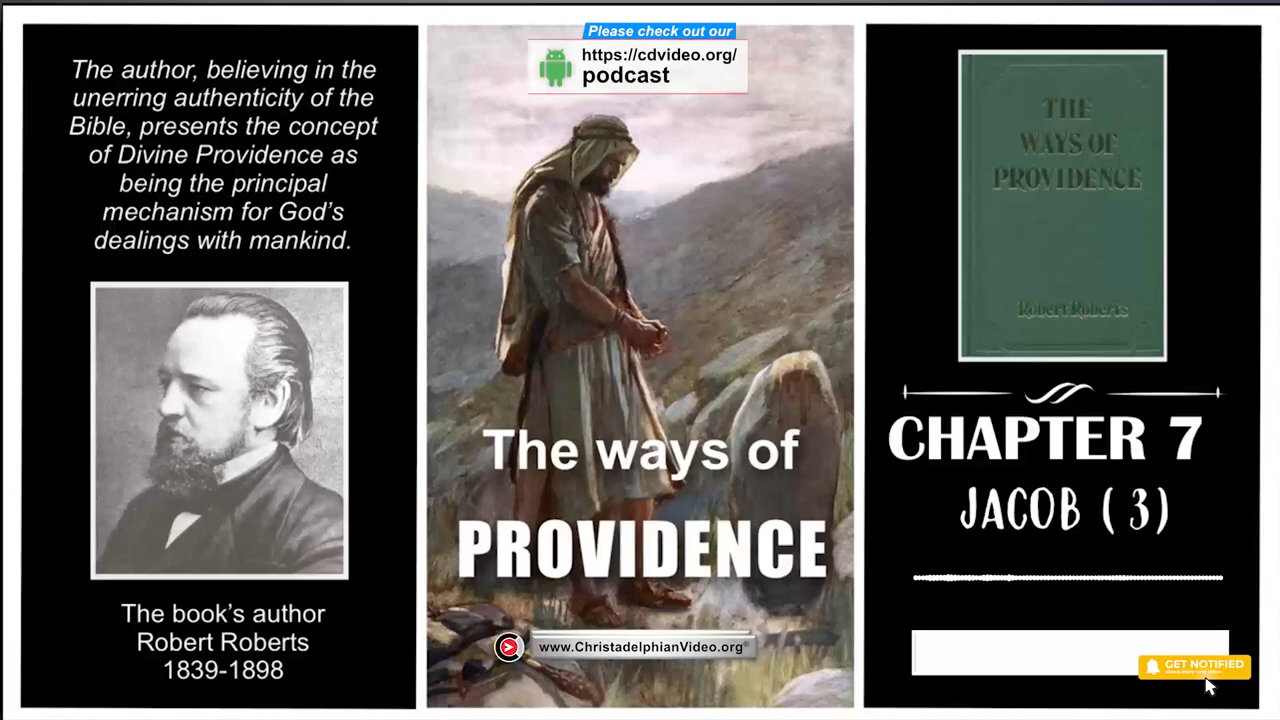 The author, believing in the
unerring authenticity of the
Bible, presents the concept
of Divine Providence as
being the principal
mechanism for God's
dealings with mankind.
The book's author
Robert Roberts
1839-1898
Please check out our
https://cdvideo.org/
podcast
The ways of
PROVIDENCE
www.ChristadelphianVideo.org®
THE
WAYS OF
PROVIDENCE
Robert Roberts
CHAPTER 7
JACOB ( 3)
GET NOTIFIED